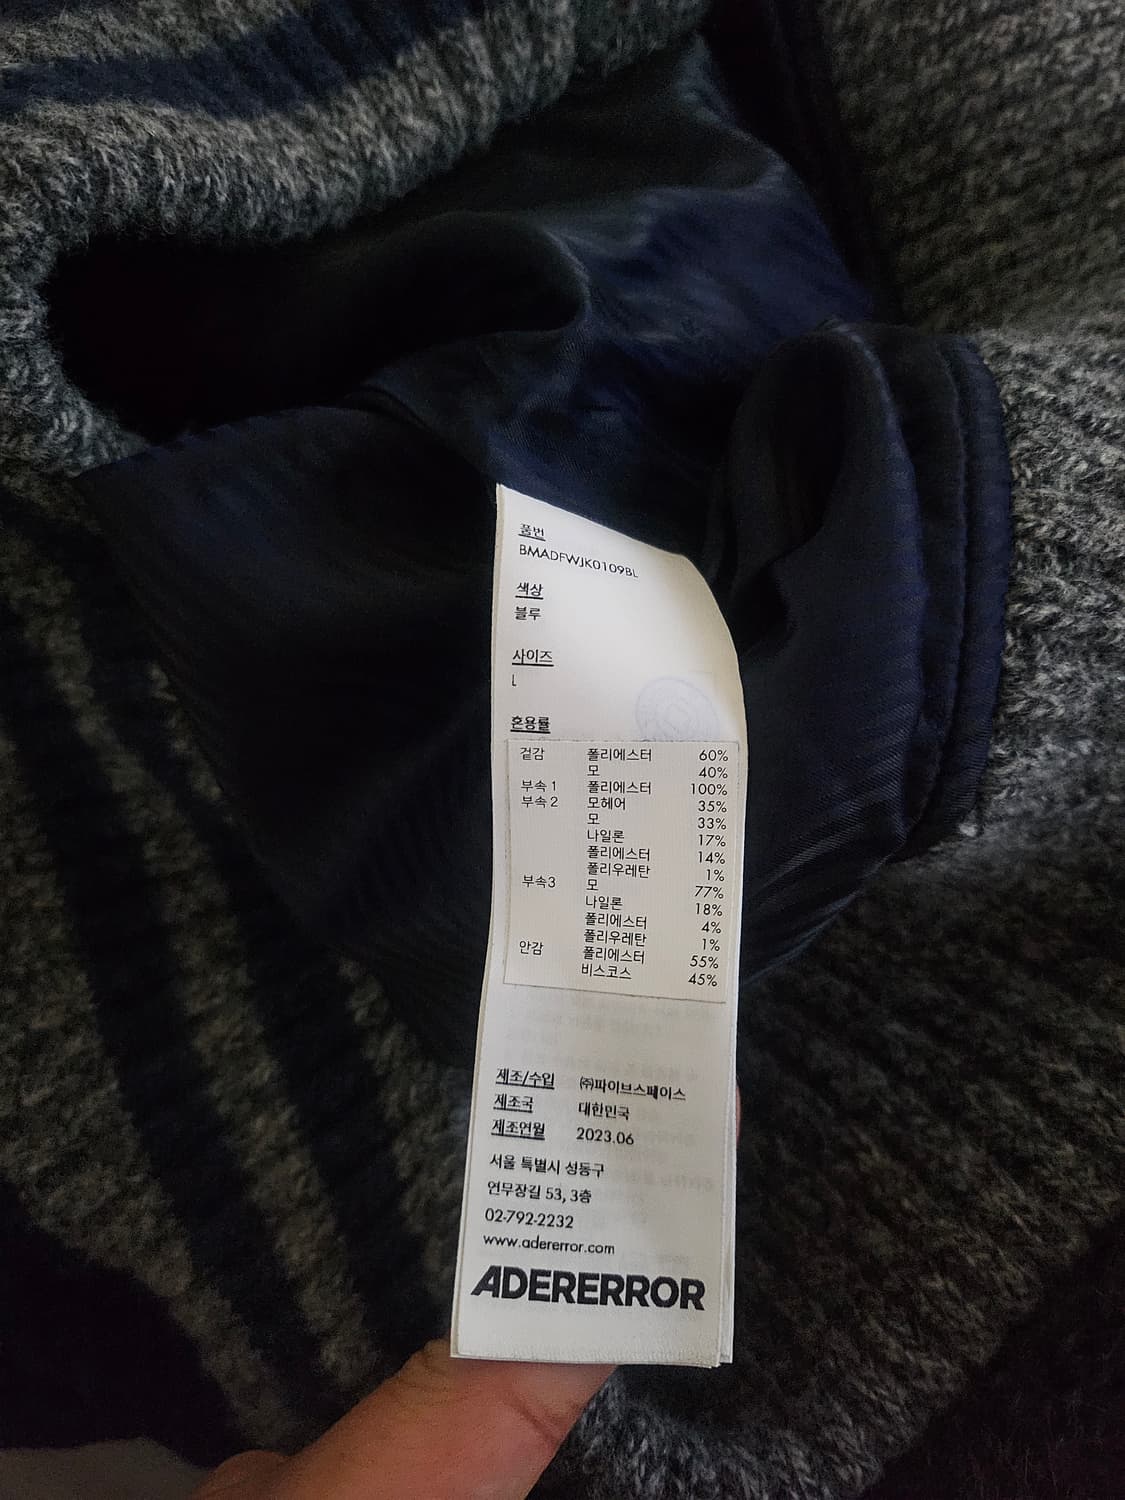 품번
BMADFWJK0109BL
색상
블루
사이즈
L
혼용률
겉감 폴리에스터 60%
모 40%
부속1 폴리에스터 100%
부속2 모헤어 35%
모 33%
나일론 17%
폴리에스터 14%
폴리우레탄 1%
부속3 모 77%
나일론 18%
폴리에스터 4%
폴리우레탄 1%
안감 폴리에스터 55%
비스코스 45%
제조/수입 ㈜파이브스페이스
제조국 대한민국
제조연월 2023.06
서울 특별시 성동구
연무장길 53, 3층
02-792-2232
www.adererror.com
ADERERROR